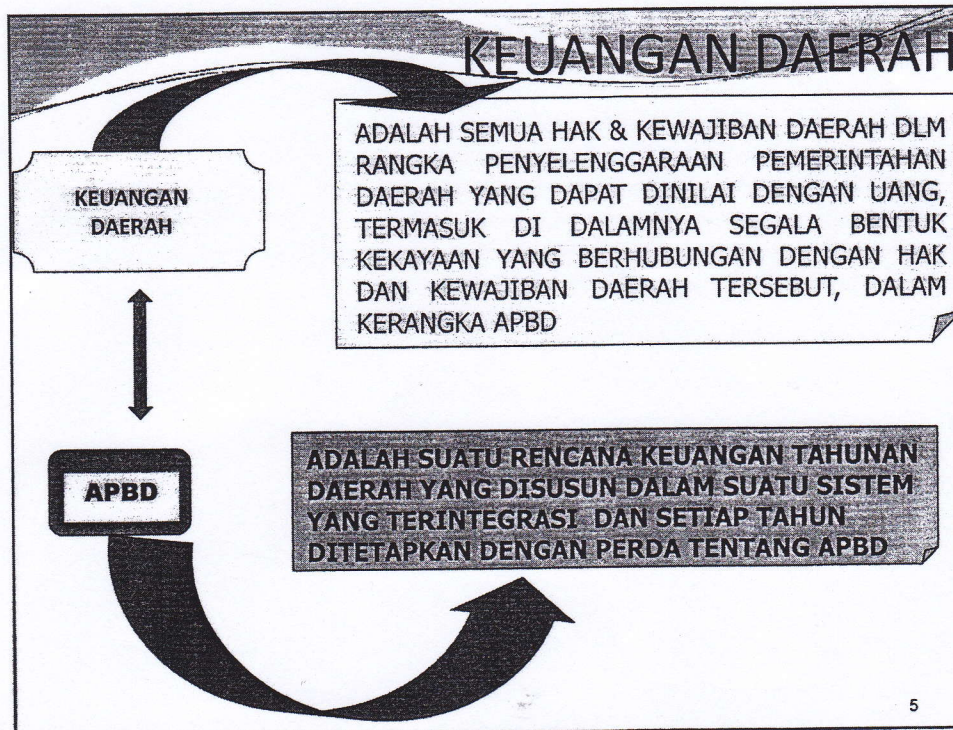 KEUANGAN DAERAH
KEUANGAN
DAERAH
ADALAH SEMUA HAK & KEWAJIBAN DAERAH DLM
RANGKA PENYELENGGARAAN PEMERINTAHAN
DAERAH YANG DAPAT DINILAI DENGAN UANG,
TERMASUK DI DALAMNYA SEGALA BENTUK
KEKAYAAN YANG BERHUBUNGAN DENGAN HAK
DAN KEWAJIBAN DAERAH TERSEBUT, DALAM
KERANGKA APBD
APBD
ADALAH SUATU RENCANA KEUANGAN TAHUNAN
DAERAH YANG DISUSUN DALAM SUATU SISTEM
YANG TERINTEGRASI DAN SETIAP TAHUN
DITETAPKAN DENGAN PERDA TENTANG APBD
5